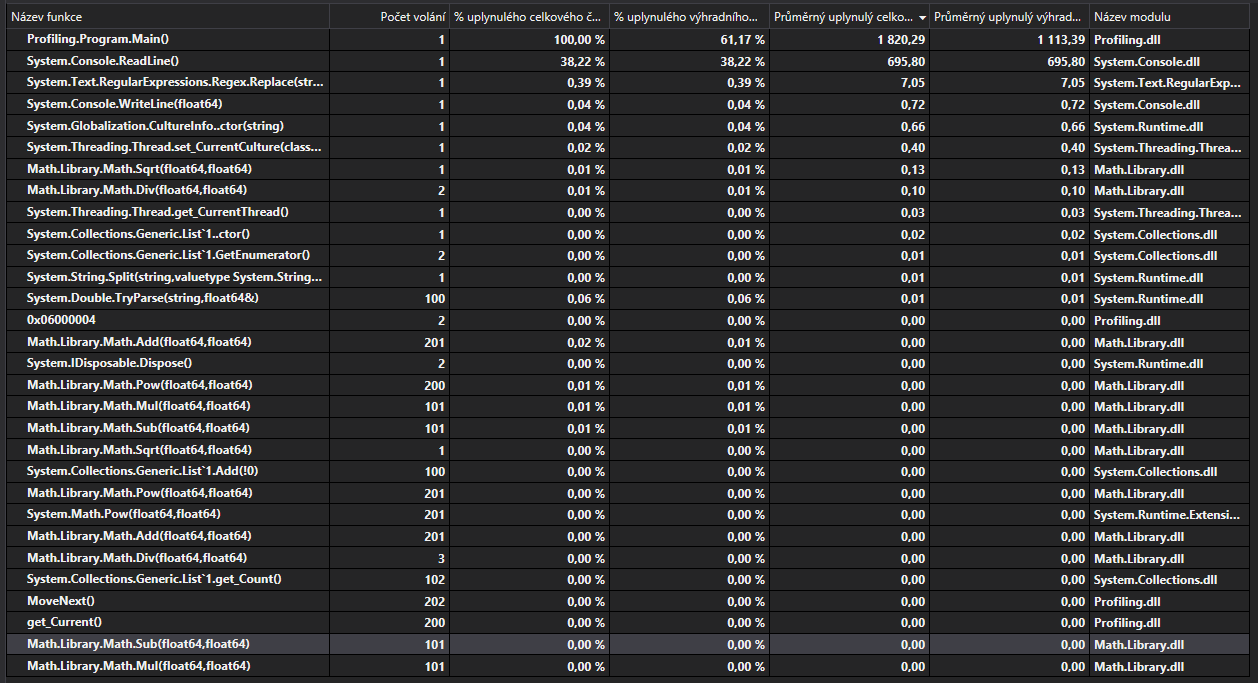 Název funkce Počet volání % uplynulého celkového č... % uplynulého výhradního... Průměrný uplynulý celko... Průměrný uplynulý výhrad... Název modulu
Profiling.Program.Main() 1 100,00 % 61,17 % 1 820,29 1 113,39 Profiling.dll
System.Console.ReadLine() 1 38,22 % 38,22 % 695,80 695,80 System.Console.dll
System.Text.RegularExpressions.Regex.Replace(str... 1 0,39 % 0,39 % 7,05 7,05 System.Text.RegularExp...
System.Console.WriteLine(float64) 1 0,04 % 0,04 % 0,72 0,72 System.Console.dll
System.Globalization.CultureInfo..ctor(string) 1 0,04 % 0,04 % 0,66 0,66 System.Runtime.dll
System.Threading.Thread.set_CurrentCulture(class... 1 0,02 % 0,02 % 0,40 0,40 System.Threading.Threa...
Math.Library.Math.Sqrt(float64,float64) 1 0,01 % 0,01 % 0,13 0,13 Math.Library.dll
Math.Library.Math.Div(float64,float64) 2 0,01 % 0,01 % 0,10 0,10 Math.Library.dll
System.Threading.Thread.get_CurrentThread() 1 0,00 % 0,00 % 0,03 0,03 System.Threading.Threa...
System.Collections.Generic.List`1..ctor() 1 0,00 % 0,00 % 0,02 0,02 System.Collections.dll
System.Collections.Generic.List`1.GetEnumerator() 2 0,00 % 0,00 % 0,01 0,01 System.Collections.dll
System.String.Split(string,valuetype System.String... 1 0,00 % 0,00 % 0,01 0,01 System.Runtime.dll
System.Double.TryParse(string,float64&) 100 0,06 % 0,06 % 0,01 0,01 System.Runtime.dll
0x06000004 2 0,00 % 0,00 % 0,00 0,00 Profiling.dll
Math.Library.Math.Add(float64,float64) 201 0,02 % 0,01 % 0,00 0,00 Math.Library.dll
System.IDisposable.Dispose() 2 0,00 % 0,00 % 0,00 0,00 System.Runtime.dll
Math.Library.Math.Pow(float64,float64) 200 0,01 % 0,01 % 0,00 0,00 Math.Library.dll
Math.Library.Math.Mul(float64,float64) 101 0,01 % 0,01 % 0,00 0,00 Math.Library.dll
Math.Library.Math.Sub(float64,float64) 101 0,01 % 0,01 % 0,00 0,00 Math.Library.dll
Math.Library.Math.Sqrt(float64,float64) 1 0,00 % 0,00 % 0,00 0,00 Math.Library.dll
System.Collections.Generic.List`1.Add(!0) 100 0,00 % 0,00 % 0,00 0,00 System.Collections.dll
Math.Library.Math.Pow(float64,float64) 201 0,00 % 0,00 % 0,00 0,00 Math.Library.dll
System.Math.Pow(float64,float64) 201 0,00 % 0,00 % 0,00 0,00 System.Runtime.Extensi...
Math.Library.Math.Add(float64,float64) 201 0,00 % 0,00 % 0,00 0,00 Math.Library.dll
Math.Library.Math.Div(float64,float64) 3 0,00 % 0,00 % 0,00 0,00 Math.Library.dll
System.Collections.Generic.List`1.get_Count() 102 0,00 % 0,00 % 0,00 0,00 System.Collections.dll
MoveNext() 202 0,00 % 0,00 % 0,00 0,00 Profiling.dll
get_Current() 200 0,00 % 0,00 % 0,00 0,00 Profiling.dll
Math.Library.Math.Sub(float64,float64) 101 0,00 % 0,00 % 0,00 0,00 Math.Library.dll
Math.Library.Math.Mul(float64,float64) 101 0,00 % 0,00 % 0,00 0,00 Math.Library.dll